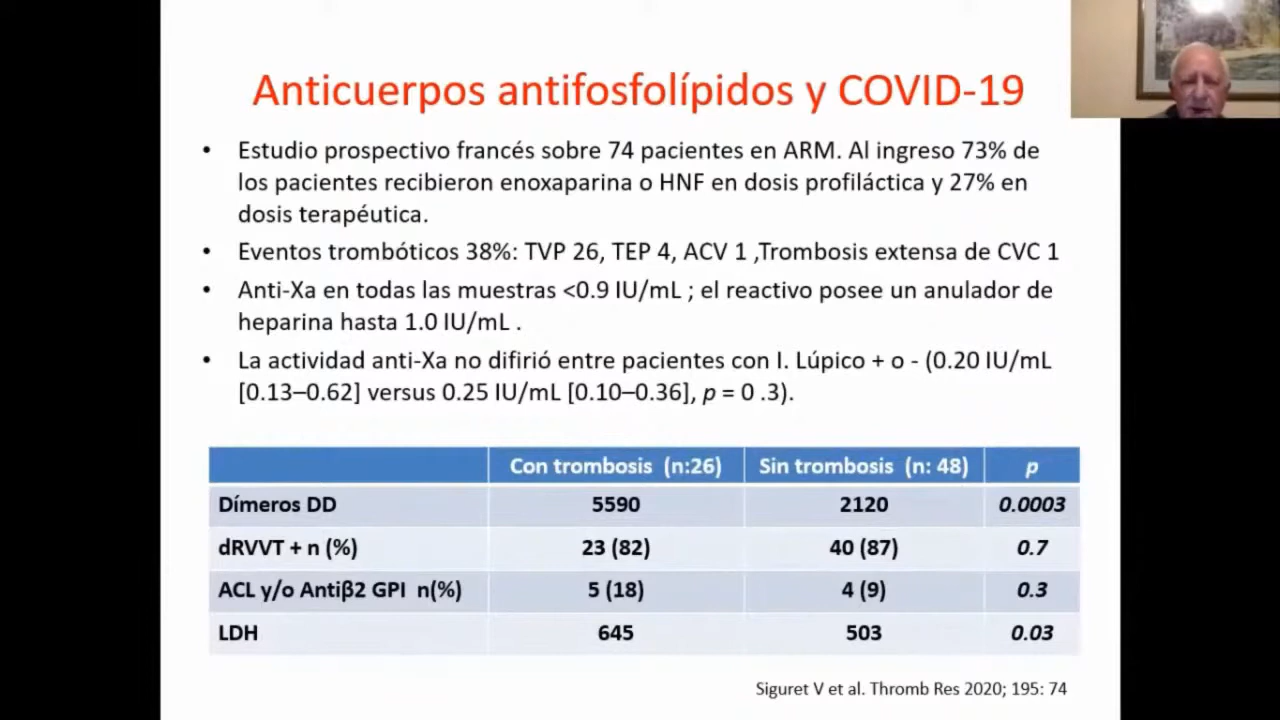 Anticuerpos antifosfolípidos y COVID-19
• Estudio prospectivo francés sobre 74 pacientes en ARM. Al ingreso 73% de
los pacientes recibieron enoxaparina o HNF en dosis profiláctica y 27% en
dosis terapéutica.
• Eventos trombóticos 38%: TVP 26, TEP 4, ACV 1 ,Trombosis extensa de CVC 1
• Anti-Xa en todas las muestras <0.9 IU/mL ; el reactivo posee un anulador de
heparina hasta 1.0 IU/mL .
• La actividad anti-Xa no difirió entre pacientes con I. Lúpico + o - (0.20 IU/mL
[0.13–0.62] versus 0.25 IU/mL [0.10–0.36], p = 0 .3).
Con trombosis (n:26) Sin trombosis (n: 48) p
Dímeros DD 5590 2120 0.0003
dRVVT + n (%) 23 (82) 40 (87) 0.7
ACL y/o Antiβ2 GPI n(%) 5 (18) 4 (9) 0.3
LDH 645 503 0.03
Siguret V et al. Thromb Res 2020; 195: 74